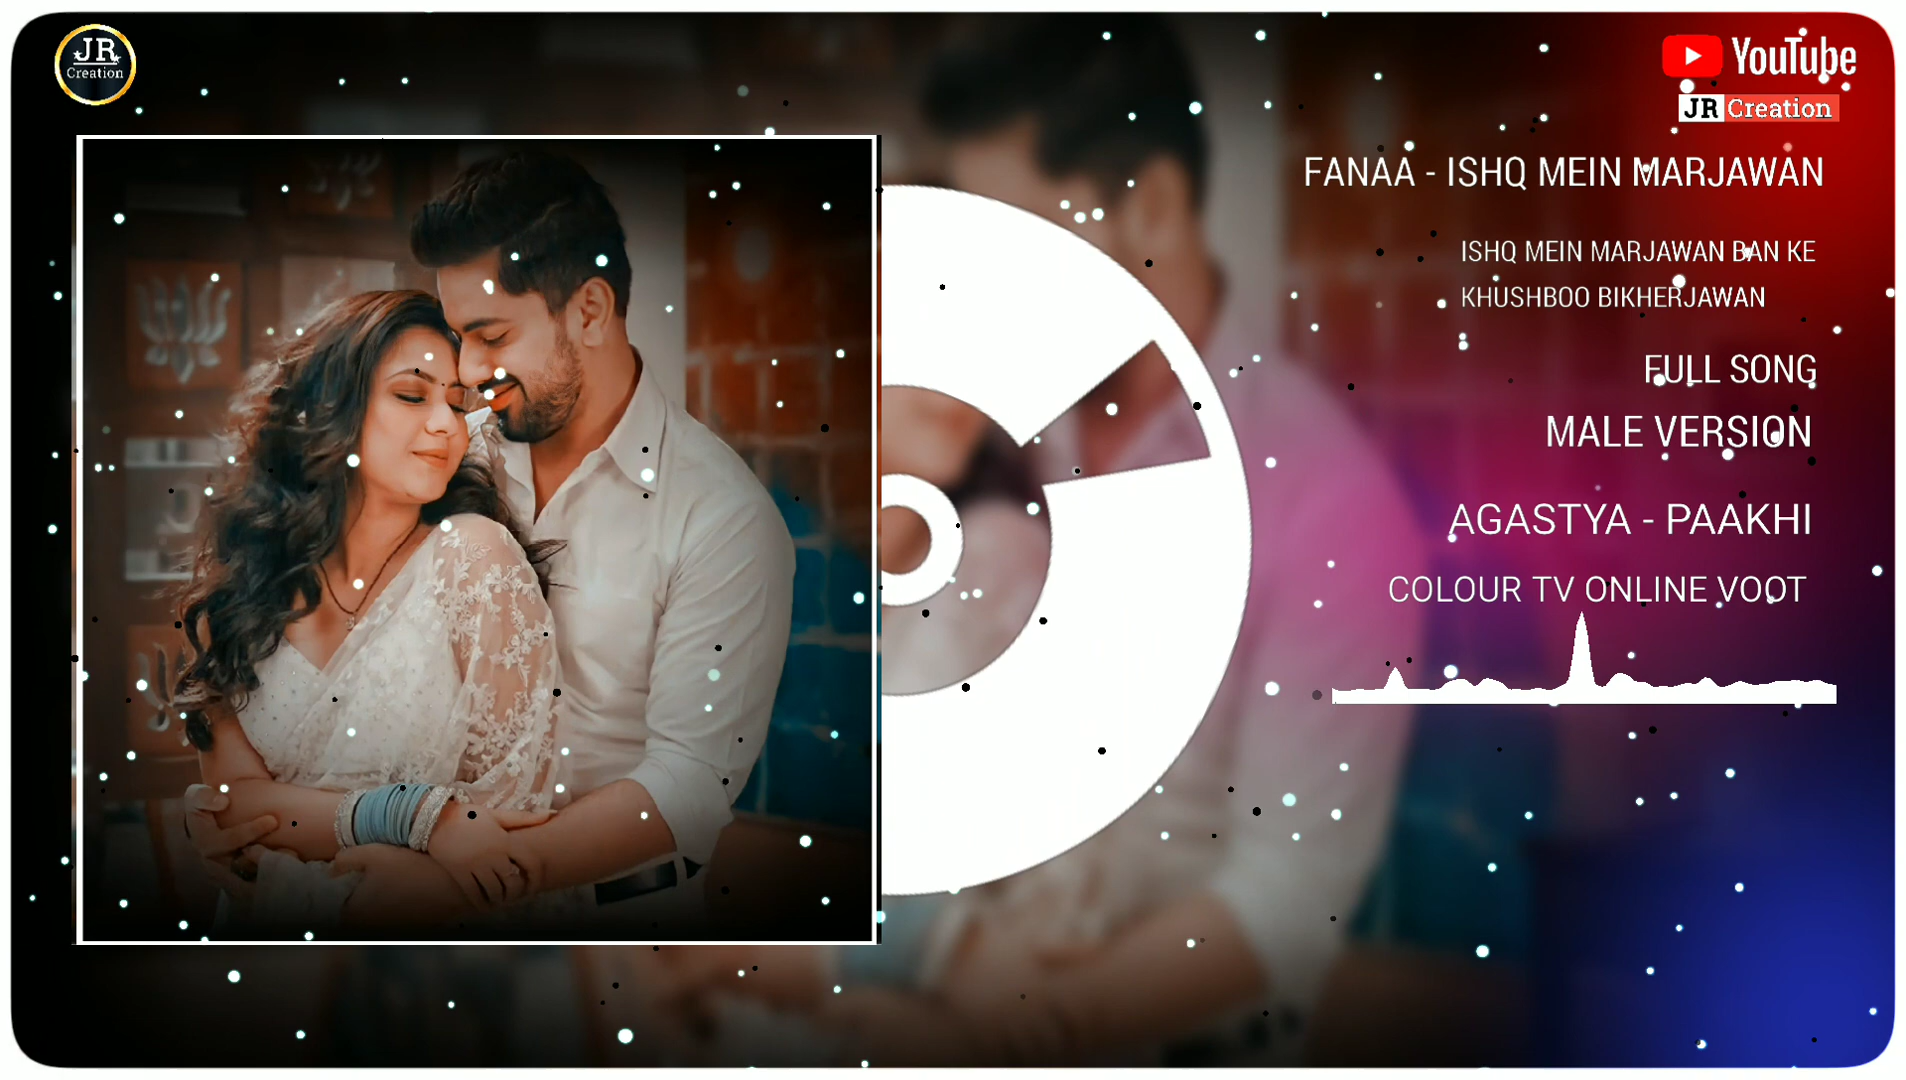 JR
Creation
YouTube
JR Creation
FANAA - ISHQ MEIN MARJAWAN
ISHQ MEIN MARJAWAN BAN KE
KHUSHBOO BIKHERJAWAN
FULL SONG
MALE VERSION
AGASTYA - PAAKHI
COLOUR TV ONLINE VOOT